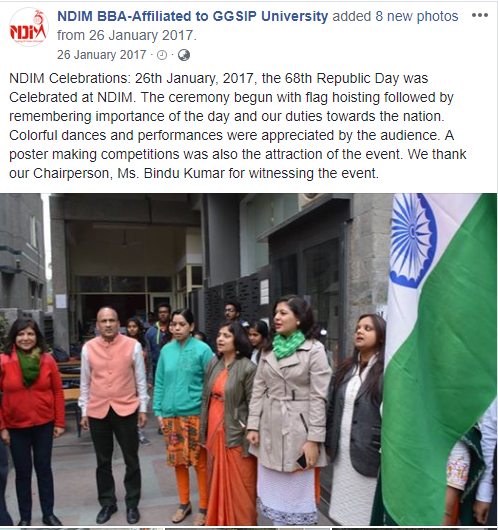 NDIM BBA-Affiliated to GGSIP University added 8 new photos
from 26 January 2017.
26 January 2017 ·
NDIM Celebrations: 26th January, 2017, the 68th Republic Day was
Celebrated at NDIM. The ceremony begun with flag hoisting followed by
remembering importance of the day and our duties towards the nation.
Colorful dances and performances were appreciated by the audience. A
poster making competitions was also the attraction of the event. We thank
our Chairperson, Ms. Bindu Kumar for witnessing the event.
NDiM